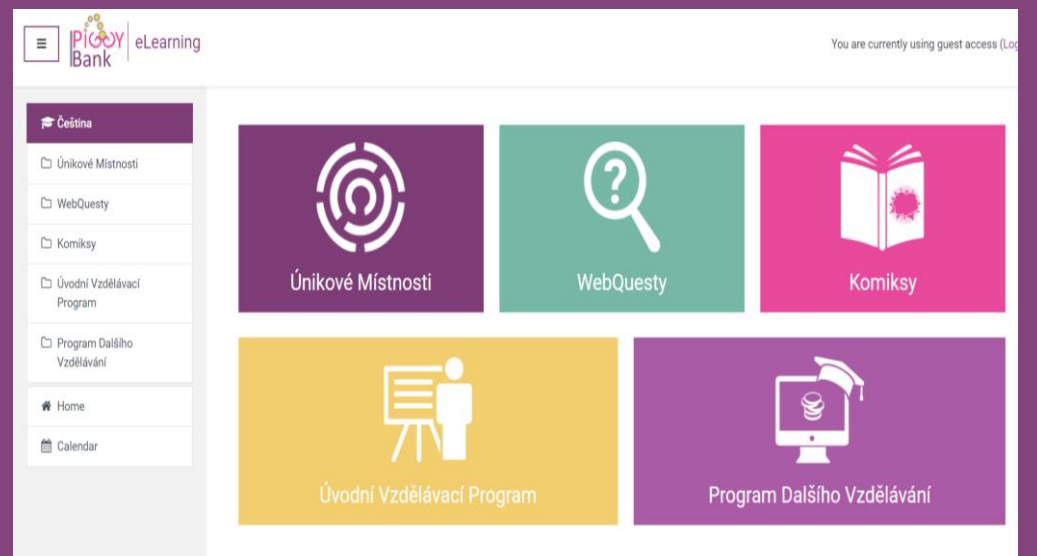 PiGGY
Bank
eLearning
You are currently using guest access (Log
Čeština
Únikové Místnosti
WebQuesty
Komiksy
Úvodní Vzdělávací
Program
Program Dalšího
Vzdělávání
Home
Calendar
Únikové Místnosti
WebQuesty
Komiksy
Úvodní Vzdělávací Program
Program Dalšího Vzdělávání